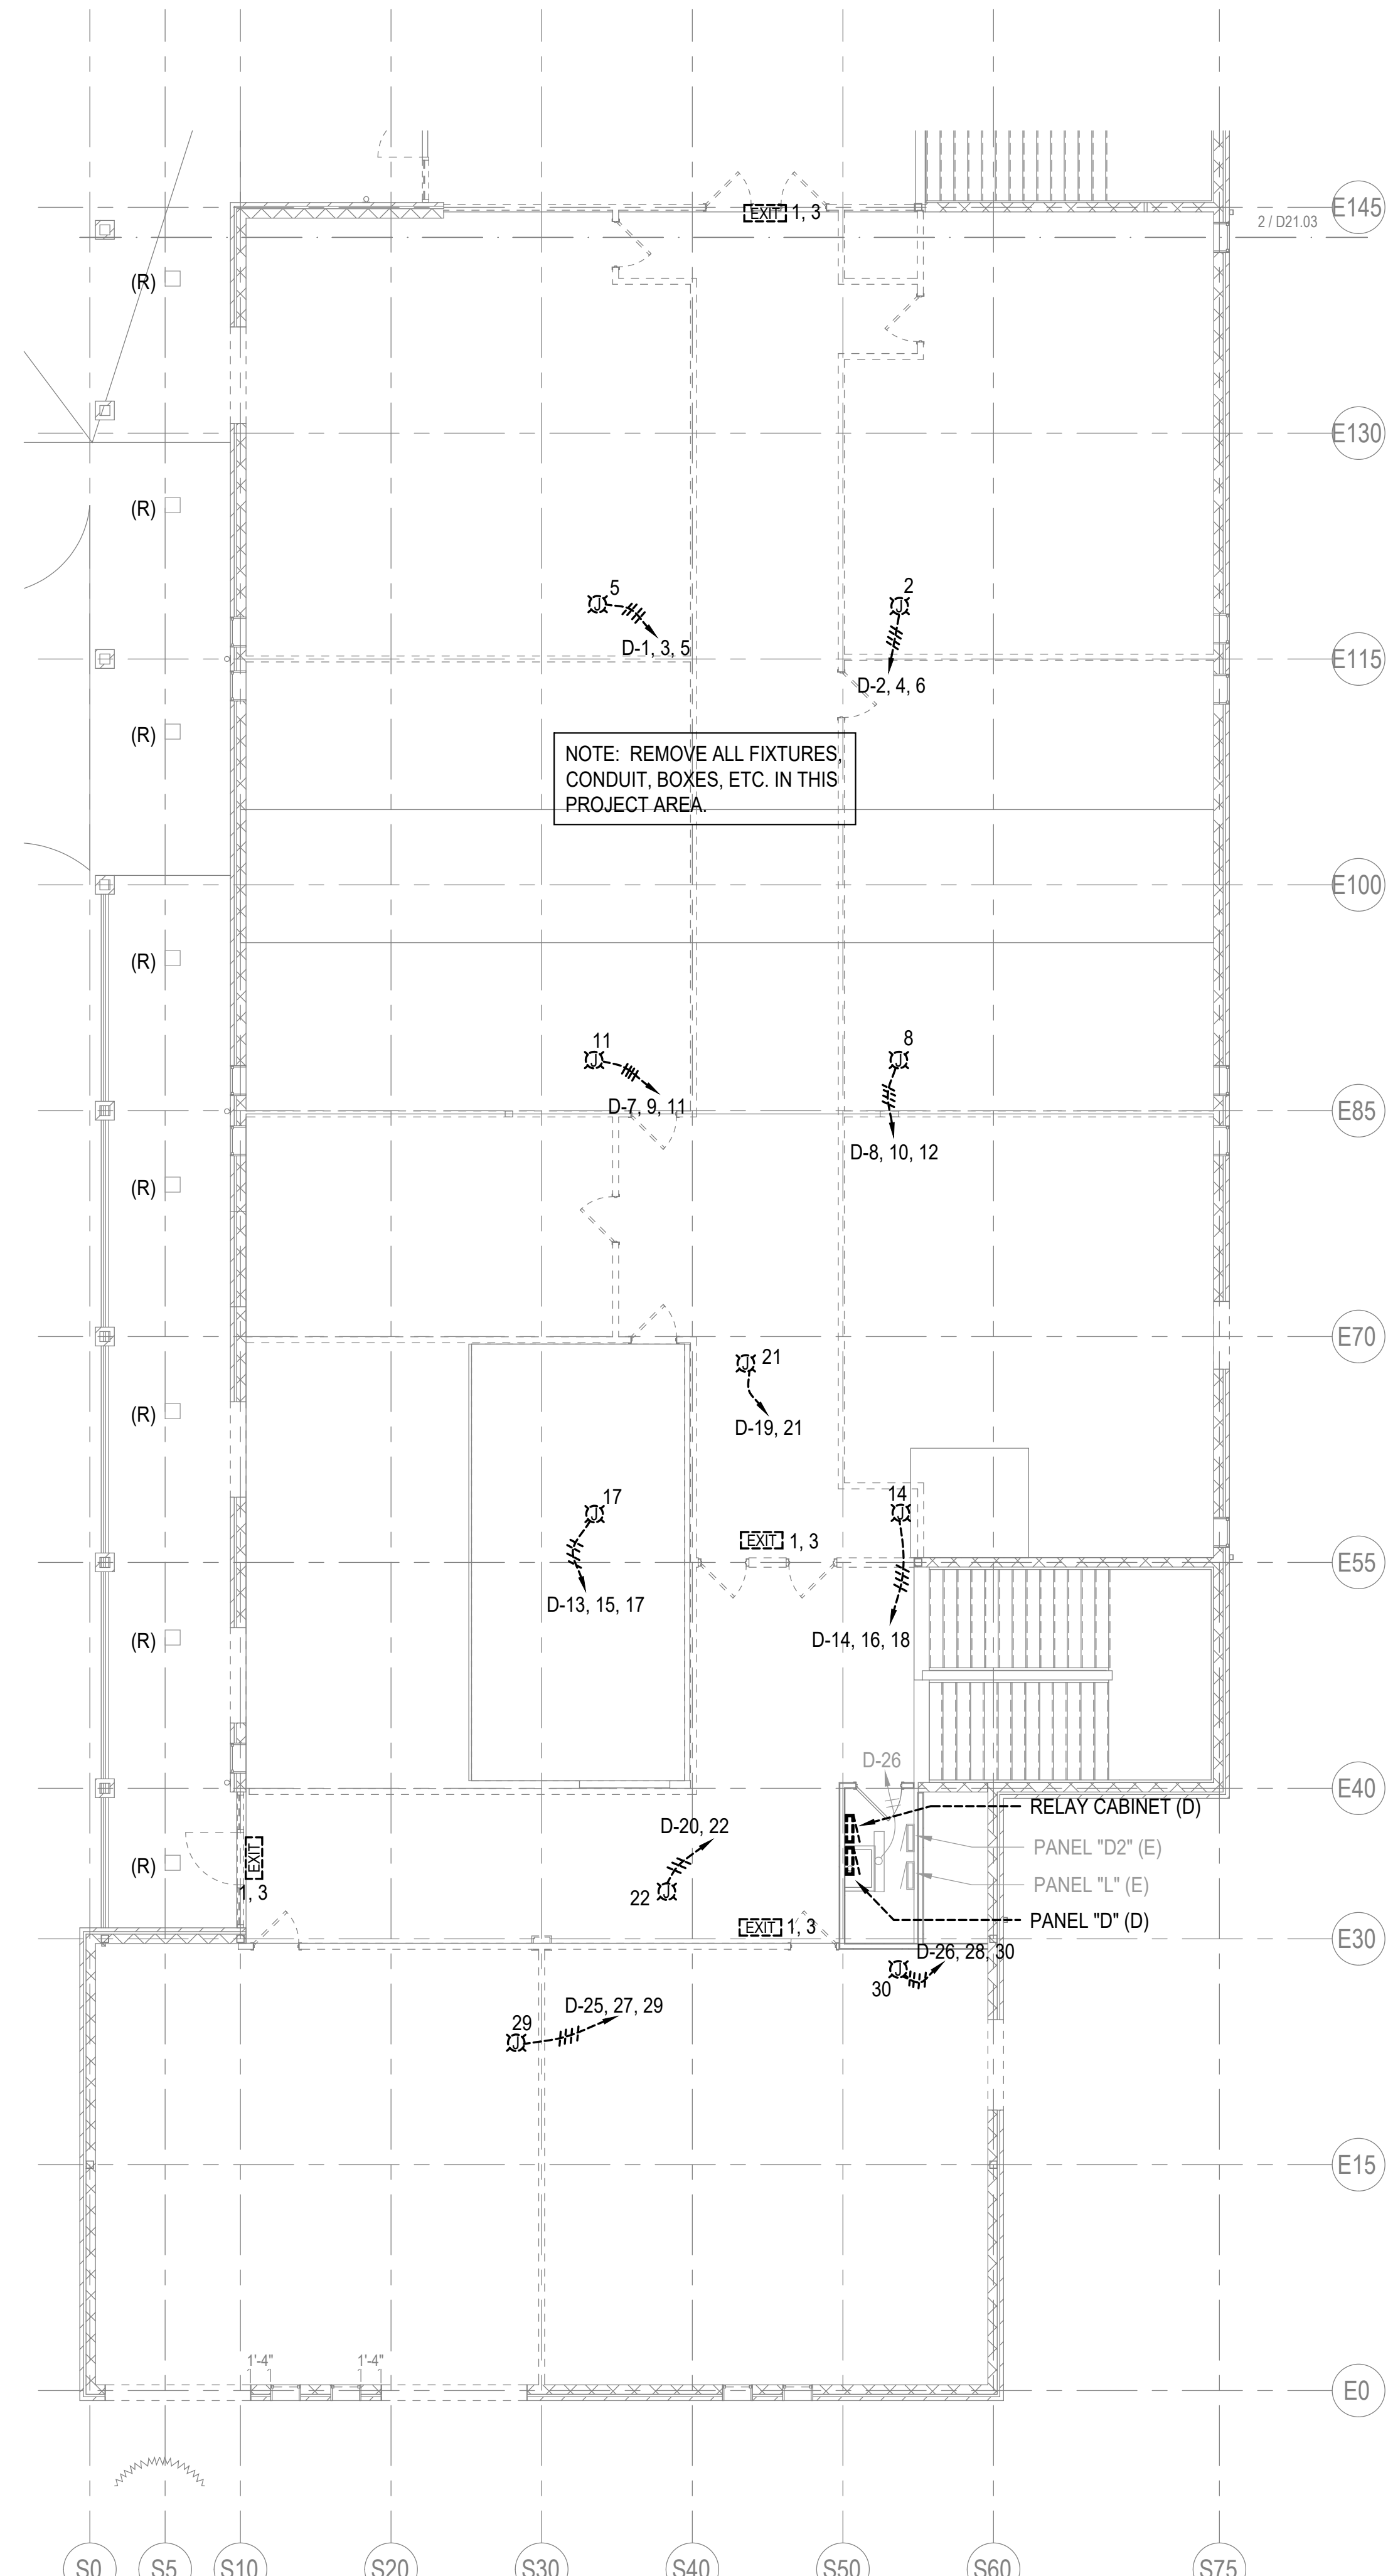 E145
EXIT 1, 3
2 / D21.03
(R)
E130
(R)
5
2
D-1, 3, 5
E115
D-2, 4, 6
(R)
NOTE:  REMOVE ALL FIXTURES,
CONDUIT, BOXES, ETC. IN THIS
PROJECT AREA.
E100
(R)
11
8
D-7, 9, 11
E85
D-8, 10, 12
(R)
E70
21
(R)
D-19, 21
17
14
EXIT 1, 3
E55
D-13, 15, 17
D-14, 16, 18
(R)
D-26
E40
RELAY CABINET (D)
D-20, 22
PANEL "D2" (E)
(R)
EXIT
1, 3
22
PANEL "L" (E)
EXIT 1, 3
PANEL "D" (D)
E30
D-26, 28, 30
30
D-25, 27, 29
29
E15
1'-4"
1'-4"
E0
S0
S5
S10
S20
S30
S40
S50
S60
S75
J
J
J
J
J
J
J
J
J
J